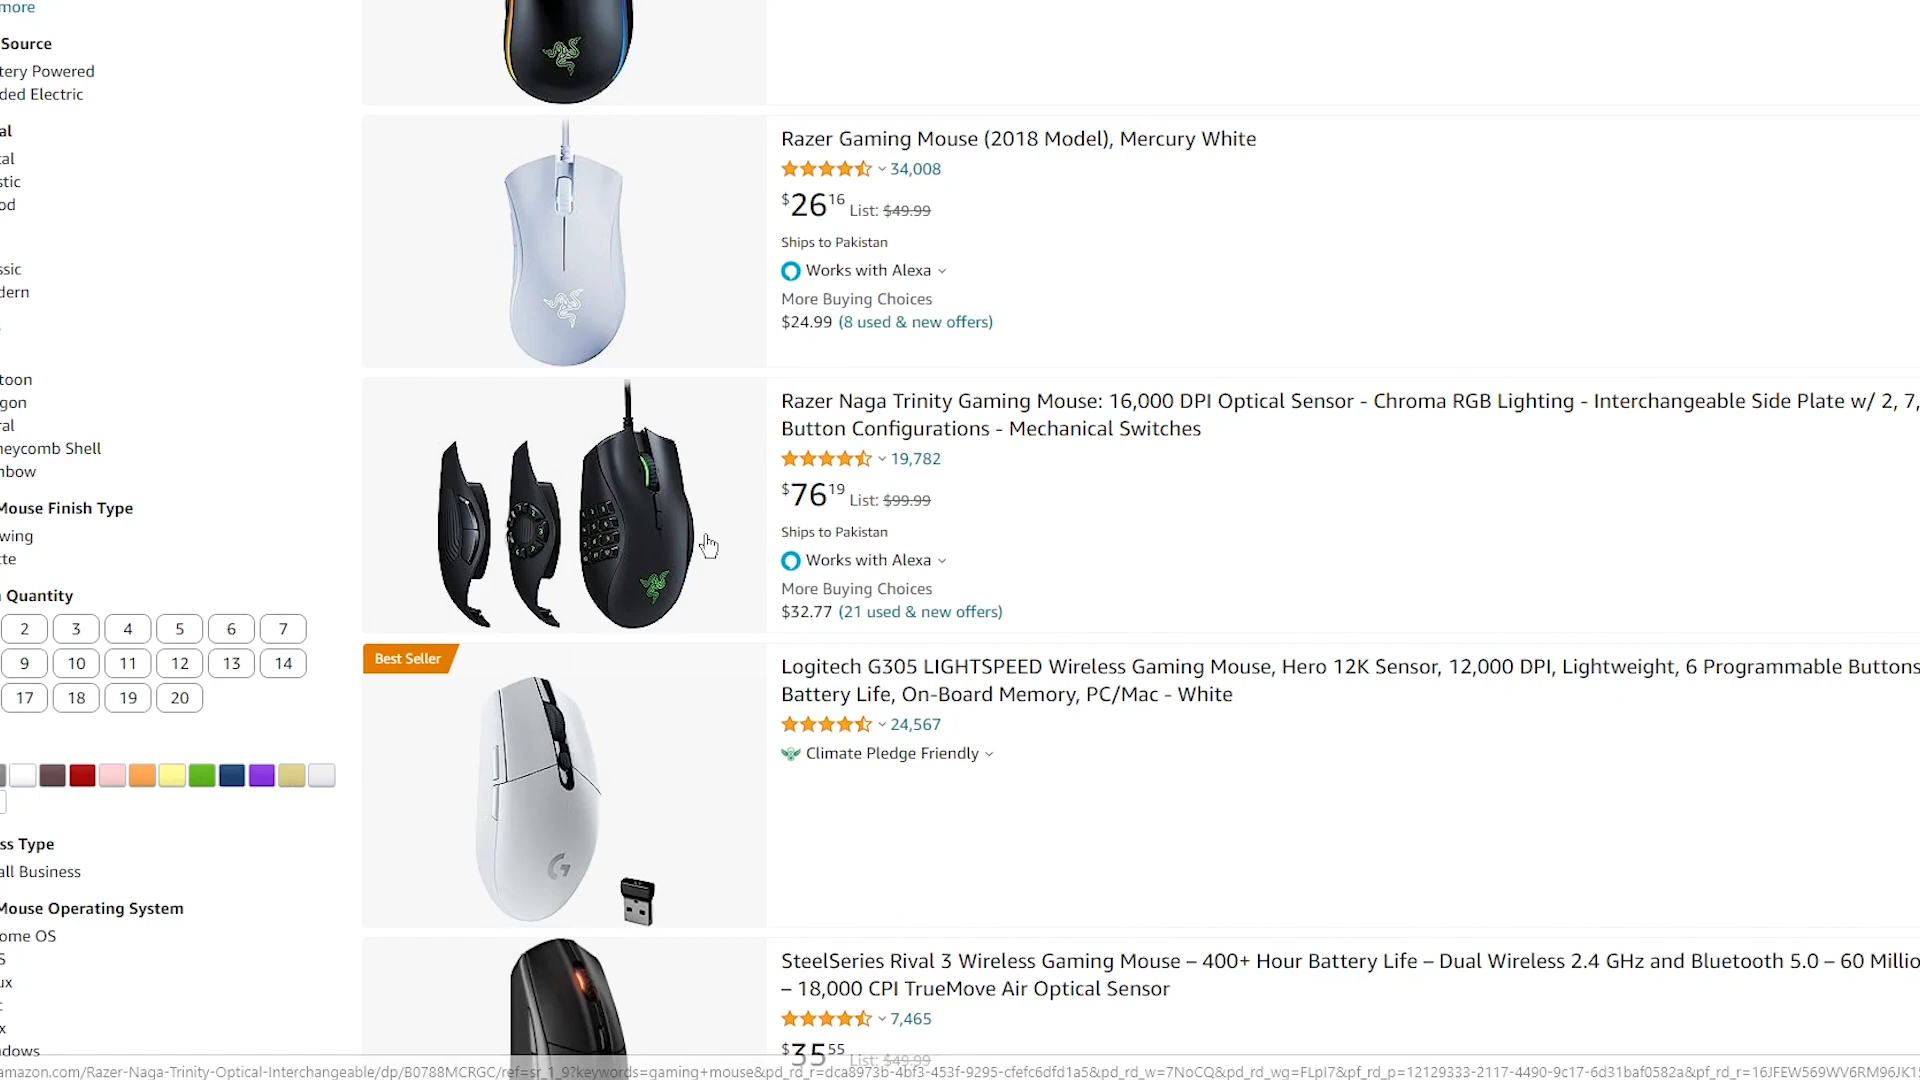 more
Source
tery Powered
ded Electric
al
tal
stic
od
ssic
dern
toon
gon
ral
neycomb Shell
nbow
Mouse Finish Type
wing
tte
Quantity
2 3 4 5 6 7
9 10 11 12 13 14
17 18 19 20
ss Type
all Business
Mouse Operating System
ome OS
S
ux
x
dows
Razer Gaming Mouse (2018 Model), Mercury White
34,008
$26 16 List: $49.99
Ships to Pakistan
Works with Alexa
More Buying Choices
$24.99 (8 used & new offers)
Razer Naga Trinity Gaming Mouse: 16,000 DPI Optical Sensor - Chroma RGB Lighting - Interchangeable Side Plate w/ 2, 7,
Button Configurations - Mechanical Switches
19,782
$76 19 List: $99.99
Ships to Pakistan
Works with Alexa
More Buying Choices
$32.77 (21 used & new offers)
Best Seller
Logitech G305 LIGHTSPEED Wireless Gaming Mouse, Hero 12K Sensor, 12,000 DPI, Lightweight, 6 Programmable Buttons
Battery Life, On-Board Memory, PC/Mac - White
24,567
Climate Pledge Friendly
SteelSeries Rival 3 Wireless Gaming Mouse – 400+ Hour Battery Life – Dual Wireless 2.4 GHz and Bluetooth 5.0 – 60 Millio
– 18,000 CPI TrueMove Air Optical Sensor
7,465
$35 55 List: $49.99
amazon.com/Razer-Naga-Trinity-Optical-Interchangeable/dp/B0788MCRGC/ref=sr_1_9?keywords=gaming+mouse&pd_rd_r=dca8973b-4bf3-453f-9295-cfefc6dfd1a5&pd_rd_w=7NoCQ&pd_rd_wg=FLpI7&pf_rd_p=12129333-2117-4490-9c17-6d31baf0582a&pf_rd_r=16JFEW569WV6RM96JK1